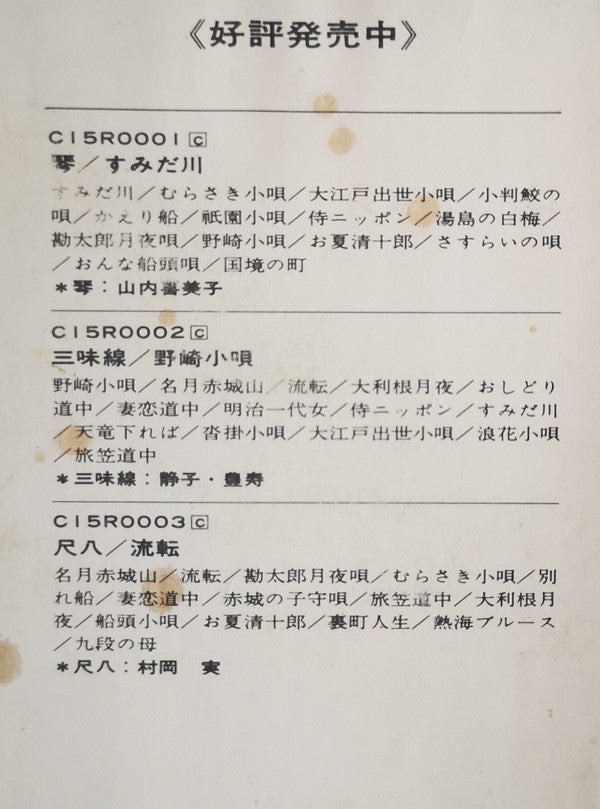 《好評発売中》
C15R0001 C
琴／すみだ川
すみだ川／むらさき小唄／大江戸出世小唄／小判鮫の
唄／かえり船／祇園小唄／侍ニッポン／湯島の白梅／
勘太郎月夜唄／野崎小唄／お夏清十郎／さすらいの唄
／おんな船頭唄／国境の町
＊琴：山内喜美子
C15R0002 C
三味線／野崎小唄
野崎小唄／名月赤城山／流転／大利根月夜／おしどり
道中／妻恋道中／明治一代女／侍ニッポン／すみだ川
／天竜下れば／沓掛小唄／大江戸出世小唄／浪花小唄
／旅笠道中
＊三味線：静子・豊寿
C15R0003 C
尺八／流転
名月赤城山／流転／勘太郎月夜唄／むらさき小唄／別
れ船／妻恋道中／赤城の子守唄／旅笠道中／大利根月
夜／船頭小唄／お夏清十郎／裏町人生／熱海ブルース
／九段の母
＊尺八：村岡　実